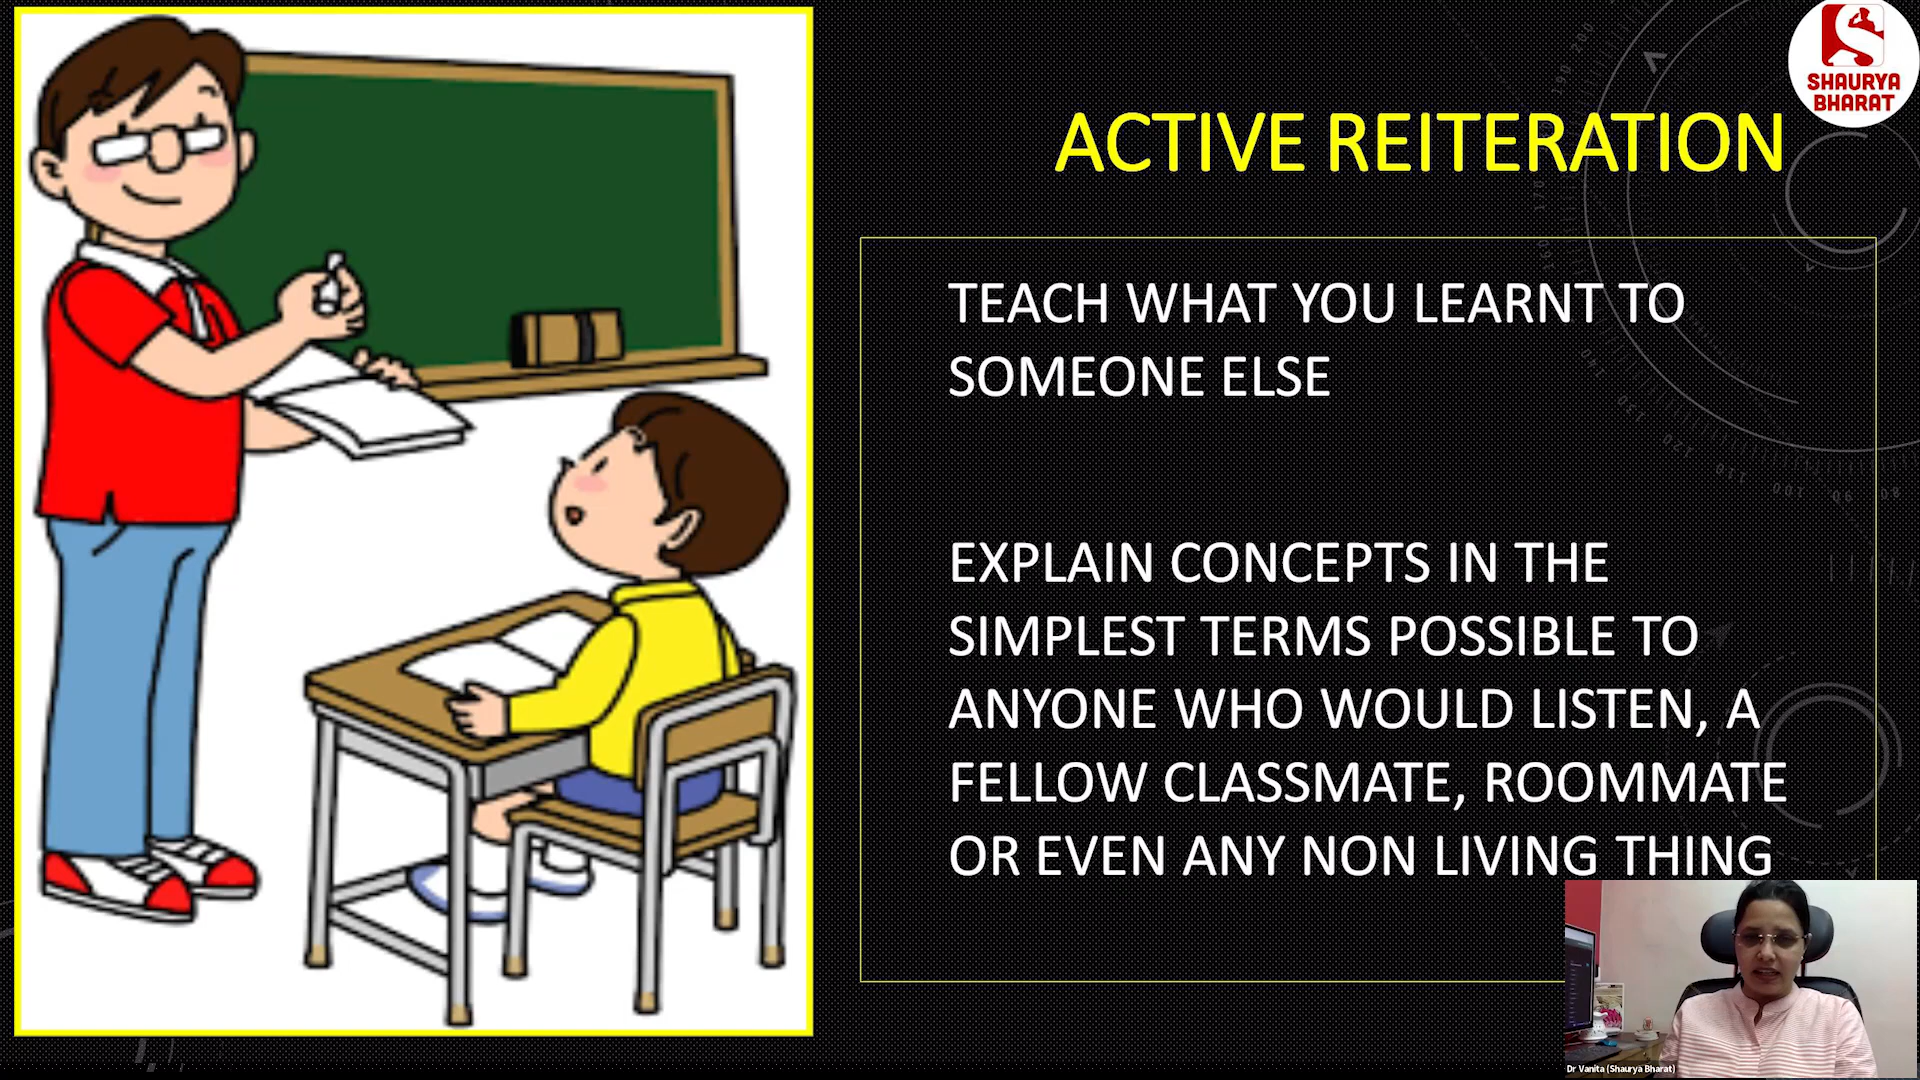 SHAURYA
BHARAT
ACTIVE REITERATION
TEACH WHAT YOU LEARNT TO
SOMEONE ELSE
EXPLAIN CONCEPTS IN THE
SIMPLEST TERMS POSSIBLE TO
ANYONE WHO WOULD LISTEN, A
FELLOW CLASSMATE, ROOMMATE
OR EVEN ANY NON LIVING THING
Dr Vanita (Shaurya Bharat)